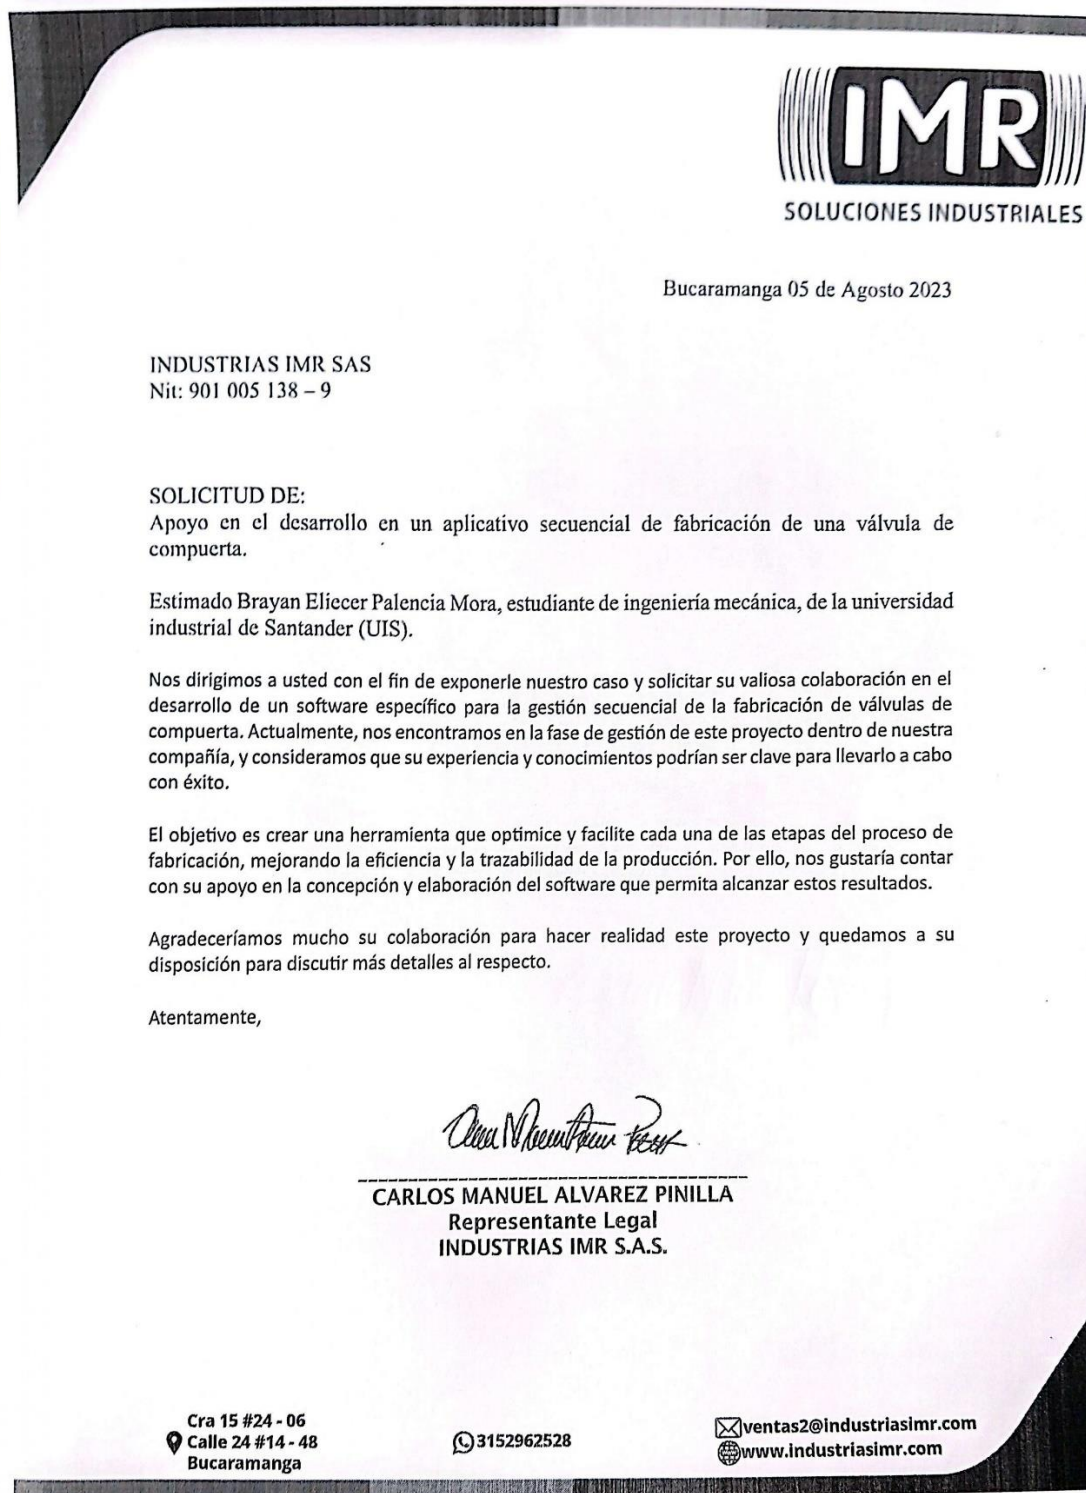 IMR
SOLUCIONES INDUSTRIALES
Bucaramanga 05 de Agosto 2023
INDUSTRIAS IMR SAS
Nit: 901 005 138 – 9
SOLICITUD DE:
Apoyo en el desarrollo en un aplicativo secuencial de fabricación de una válvula de
compuerta.
Estimado Brayan Eliecer Palencia Mora, estudiante de ingeniería mecánica, de la universidad
industrial de Santander (UIS).
Nos dirigimos a usted con el fin de exponerle nuestro caso y solicitar su valiosa colaboración en el
desarrollo de un software específico para la gestión secuencial de la fabricación de válvulas de
compuerta. Actualmente, nos encontramos en la fase de gestión de este proyecto dentro de nuestra
compañía, y consideramos que su experiencia y conocimientos podrían ser clave para llevarlo a cabo
con éxito.
El objetivo es crear una herramienta que optimice y facilite cada una de las etapas del proceso de
fabricación, mejorando la eficiencia y la trazabilidad de la producción. Por ello, nos gustaría contar
con su apoyo en la concepción y elaboración del software que permita alcanzar estos resultados.
Agradeceríamos mucho su colaboración para hacer realidad este proyecto y quedamos a su
disposición para discutir más detalles al respecto.
Atentamente,
CARLOS MANUEL ALVAREZ PINILLA
Representante Legal
INDUSTRIAS IMR S.A.S.
Cra 15 #24 - 06
Calle 24 #14 - 48
Bucaramanga
3152962528
ventas2@industriasimr.com
www.industriasimr.com